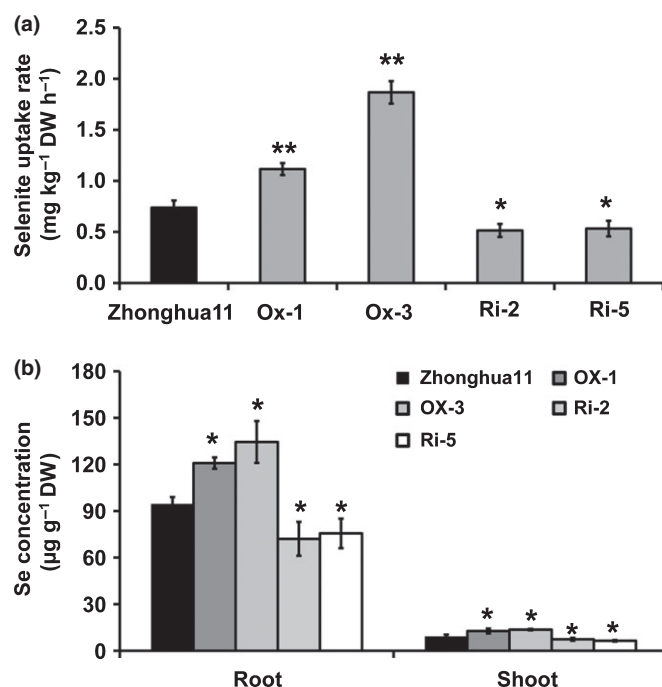 (a)
Selenite uptake rate
(mg kg⁻¹ DW h⁻¹)
2.5
2.0
1.5
1.0
0.5
0.0
**
**
*
*
Zhonghua11 Ox-1 Ox-3 Ri-2 Ri-5
(b)
Se concentration
(µg g⁻¹ DW)
180
150
120
90
60
30
0
Zhonghua11 OX-1
OX-3 Ri-2
Ri-5
* * * *
* * * *
Root Shoot